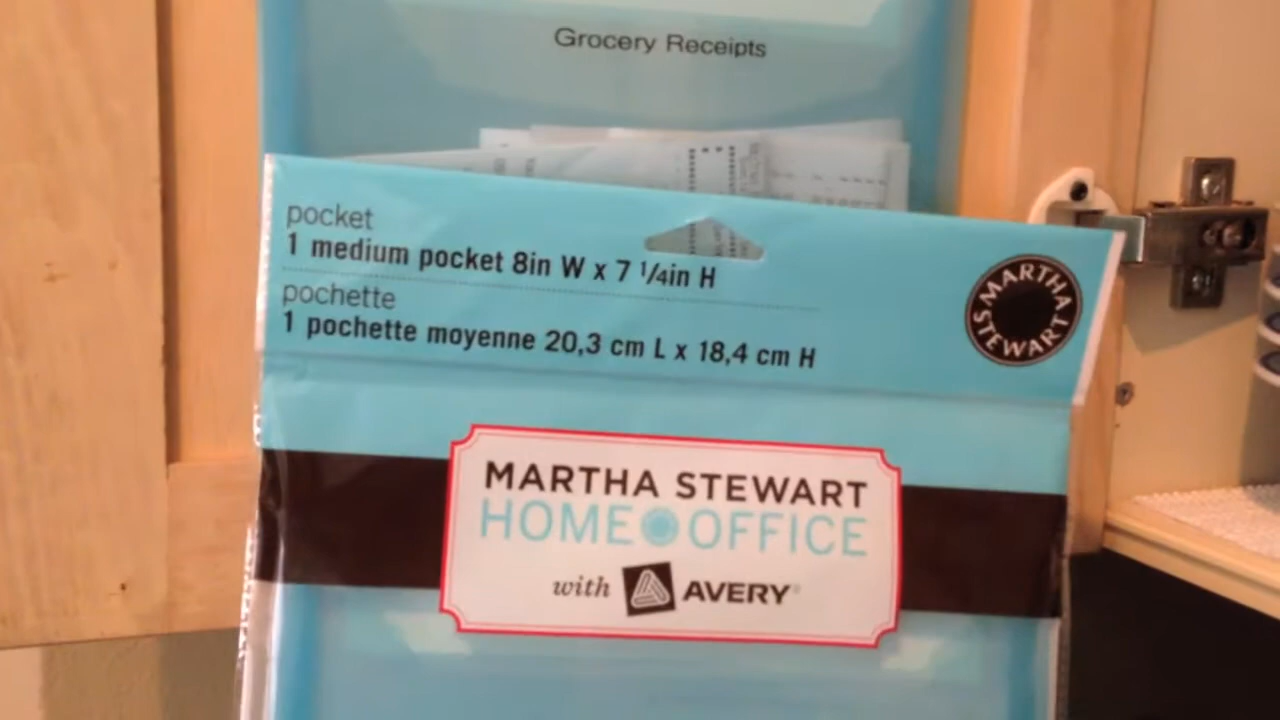 Grocery Receipts
pocket
1 medium pocket 8in W x 7 1/4in H
pochette
1 pochette moyenne 20,3 cm L x 18,4 cm H
MARTHA
STEWART
MARTHA STEWART
HOME OFFICE
with AVERY®